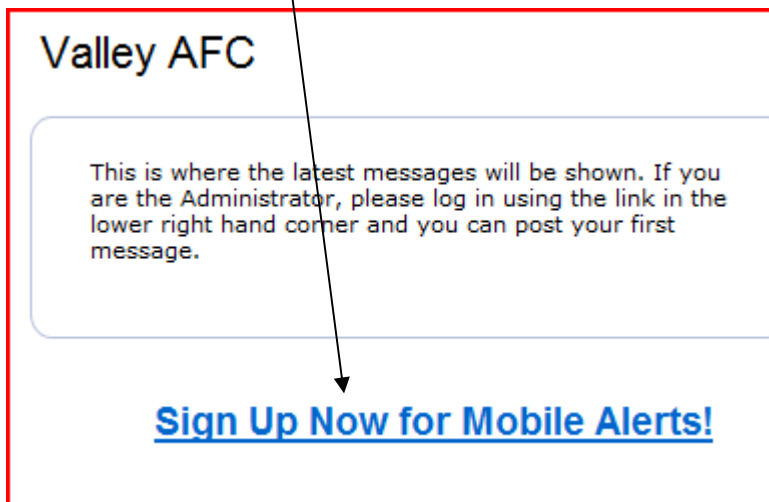 Valley AFC
This is where the latest messages will be shown. If you
are the Administrator, please log in using the link in the
lower right hand corner and you can post your first
message.
Sign Up Now for Mobile Alerts!